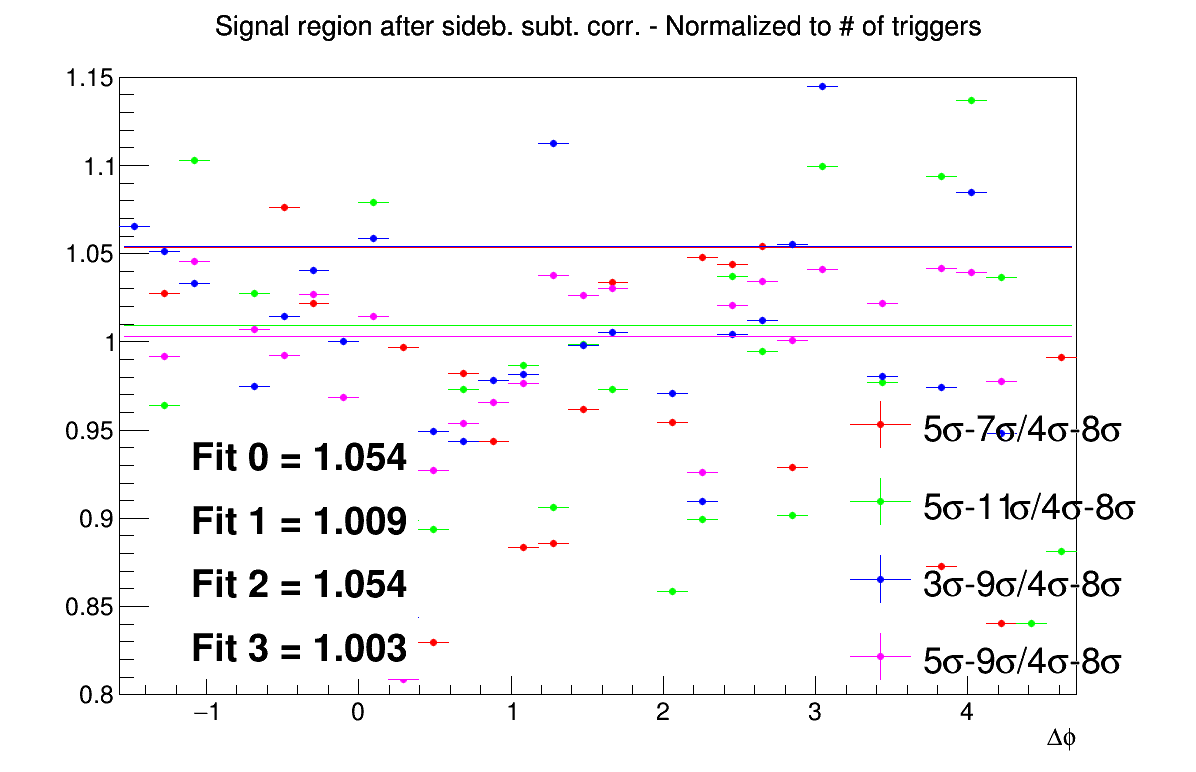 Signal region after sideb. subt. corr. - Normalized to # of triggers
1.15
1.1
1.05
1
0.95
0.9
0.85
0.8
Fit 0 = 1.054
Fit 1 = 1.009
Fit 2 = 1.054
Fit 3 = 1.003
5σ-7σ/4σ-8σ
5σ-11σ/4σ-8σ
3σ-9σ/4σ-8σ
5σ-9σ/4σ-8σ
−1 0 1 2 3 4
Δϕ